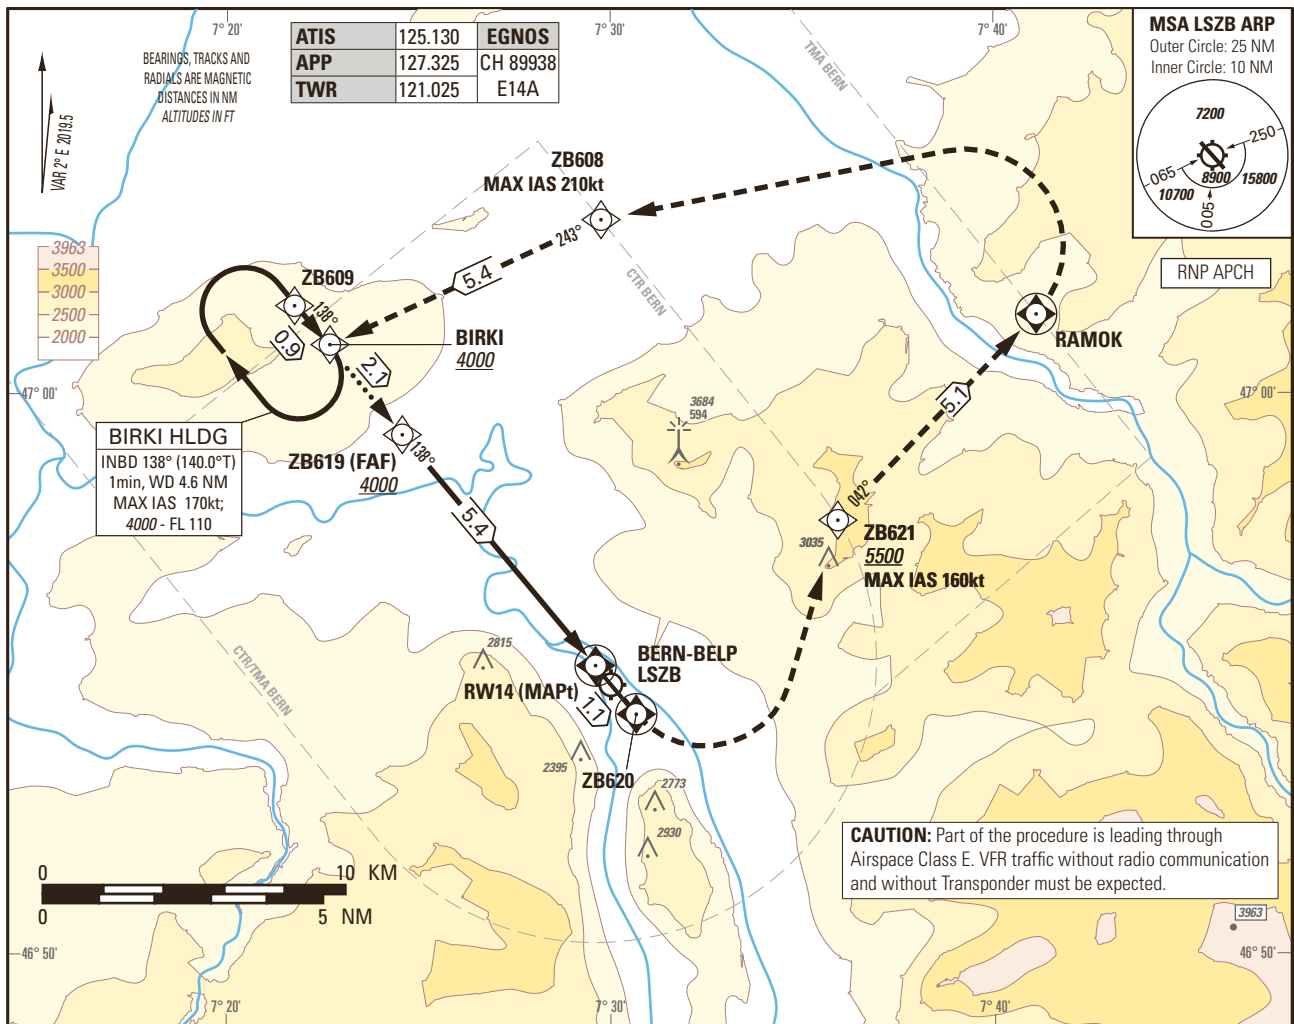 7° 20'
7° 30'
7° 40'
ATIS 125.130 EGNOS
APP 127.325 CH 89938
TWR 121.025 E14A
BEARINGS, TRACKS AND
RADIALS ARE MAGNETIC
DISTANCES IN NM
ALTITUDES IN FT
VAR 2° E 2019.5
MSA LSZB ARP
Outer Circle: 25 NM
Inner Circle: 10 NM
7200
250
065
8900
15800
10700
005
RNP APCH
TMA BERN
ZB608
MAX IAS 210kt
243°
5.4
CTR BERN
3963
3500
3000
2500
2000
ZB609
138°
0.9
BIRKI
4000
2.1
RAMOK
5.1
47° 00'
47° 00'
3684
594
BIRKI HLDG
INBD 138° (140.0°T)
1min, WD 4.6 NM
MAX IAS 170kt;
4000 - FL 110
ZB619 (FAF)
4000
138°
5.4
042°
ZB621
5500
MAX IAS 160kt
3035
CTR/TMA BERN
2815
BERN-BELP
LSZB
RW14 (MAPt)
1.1
2395
ZB620
2773
2930
CAUTION: Part of the procedure is leading through
Airspace Class E. VFR traffic without radio communication
and without Transponder must be expected.
0 10 KM
0 5 NM
3963
46° 50'
46° 50'
7° 20'
7° 30'
7° 40'